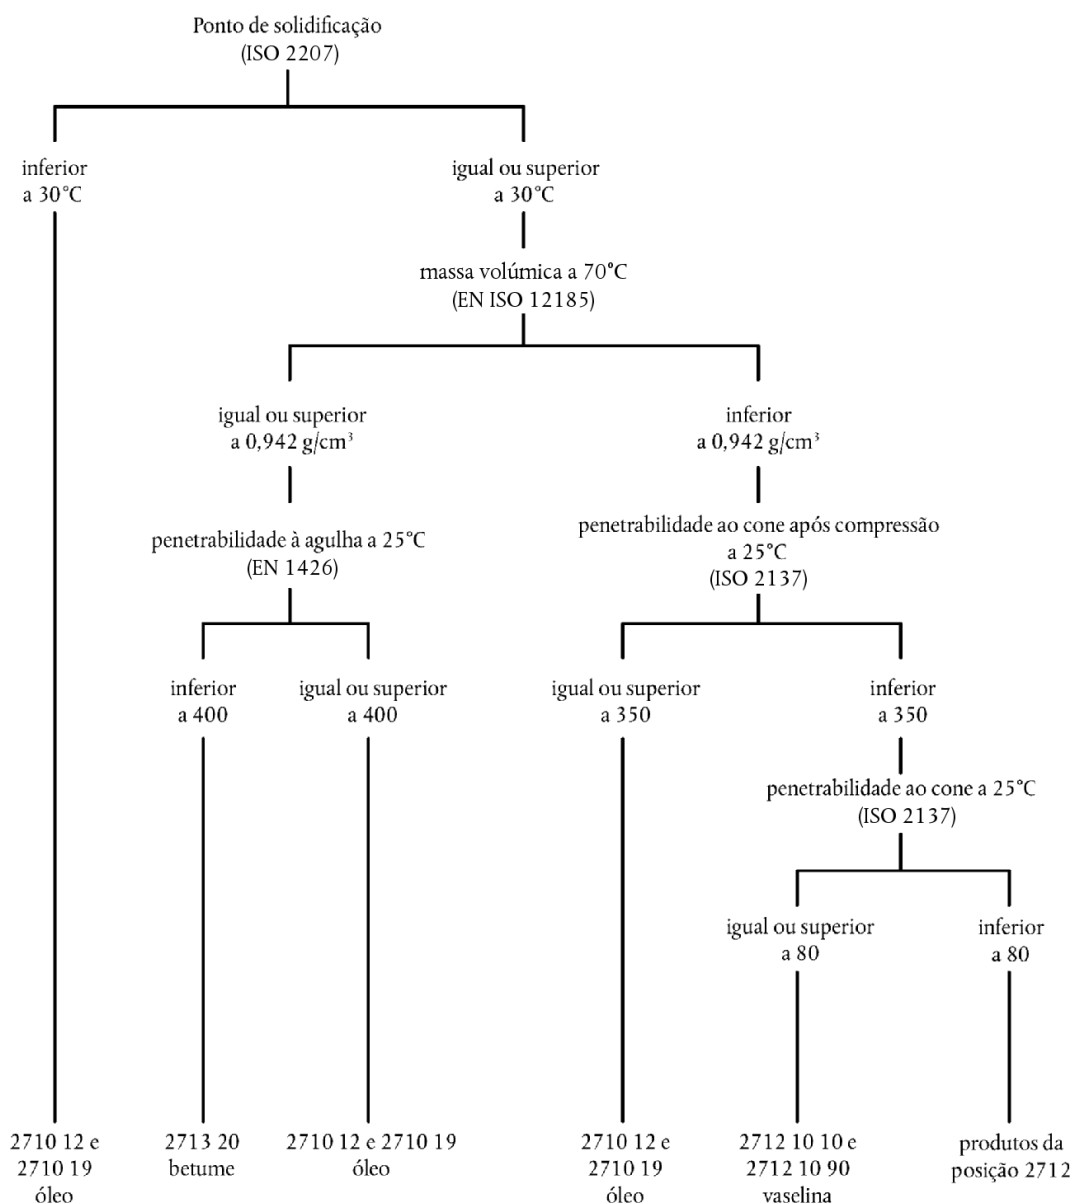 Ponto de solidificação
(ISO 2207)
inferior
a 30°C
igual ou superior
a 30°C
massa volúmica a 70°C
(EN ISO 12185)
igual ou superior
a 0,942 g/cm³
inferior
a 0,942 g/cm³
penetrabilidade à agulha a 25°C
(EN 1426)
penetrabilidade ao cone após compressão
a 25°C
(ISO 2137)
inferior
a 400
igual ou superior
a 400
igual ou superior
a 350
inferior
a 350
penetrabilidade ao cone a 25°C
(ISO 2137)
igual ou superior
a 80
inferior
a 80
2710 12 e
2710 19
óleo
2713 20
betume
2710 12 e 2710 19
óleo
2710 12 e
2710 19
óleo
2712 10 10 e
2712 10 90
vaselina
produtos da
posição 2712